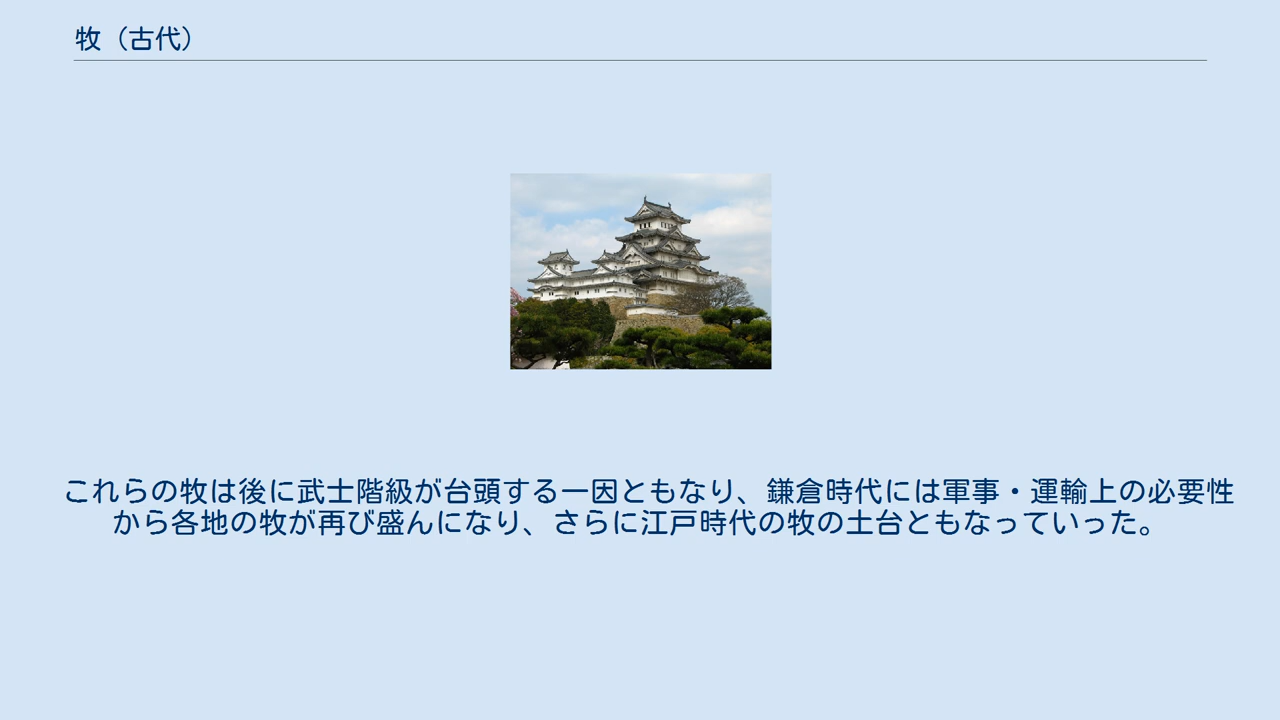 牧（古代）
これらの牧は後に武士階級が台頭する一因ともなり、鎌倉時代には軍事・運輸上の必要性
から各地の牧が再び盛んになり、さらに江戸時代の牧の土台ともなっていった。